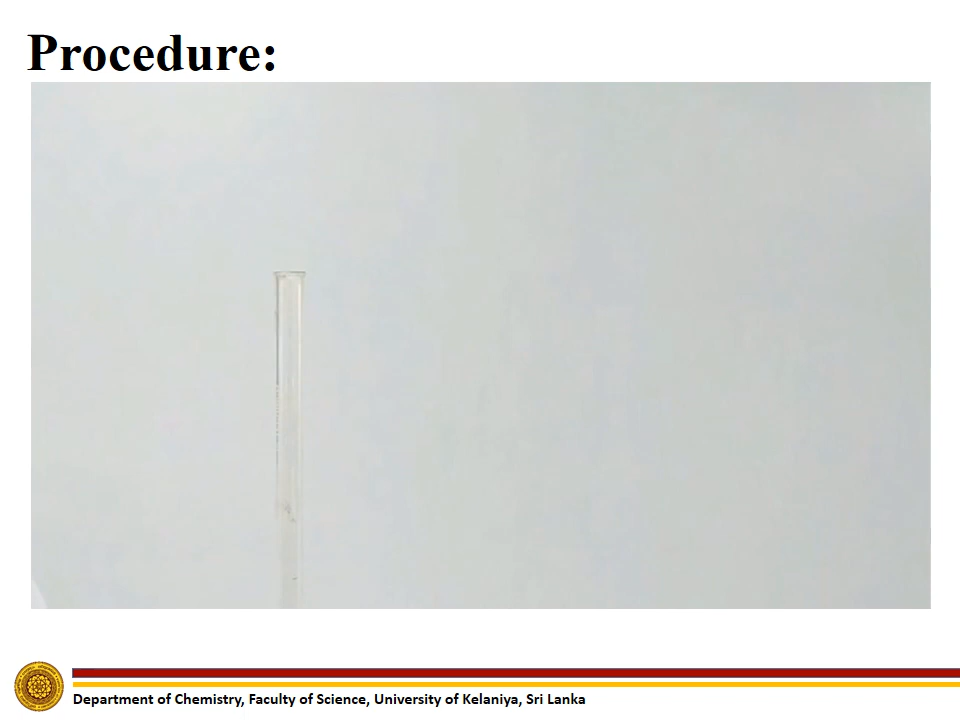 Procedure:
Department of Chemistry, Faculty of Science, University of Kelaniya, Sri Lanka